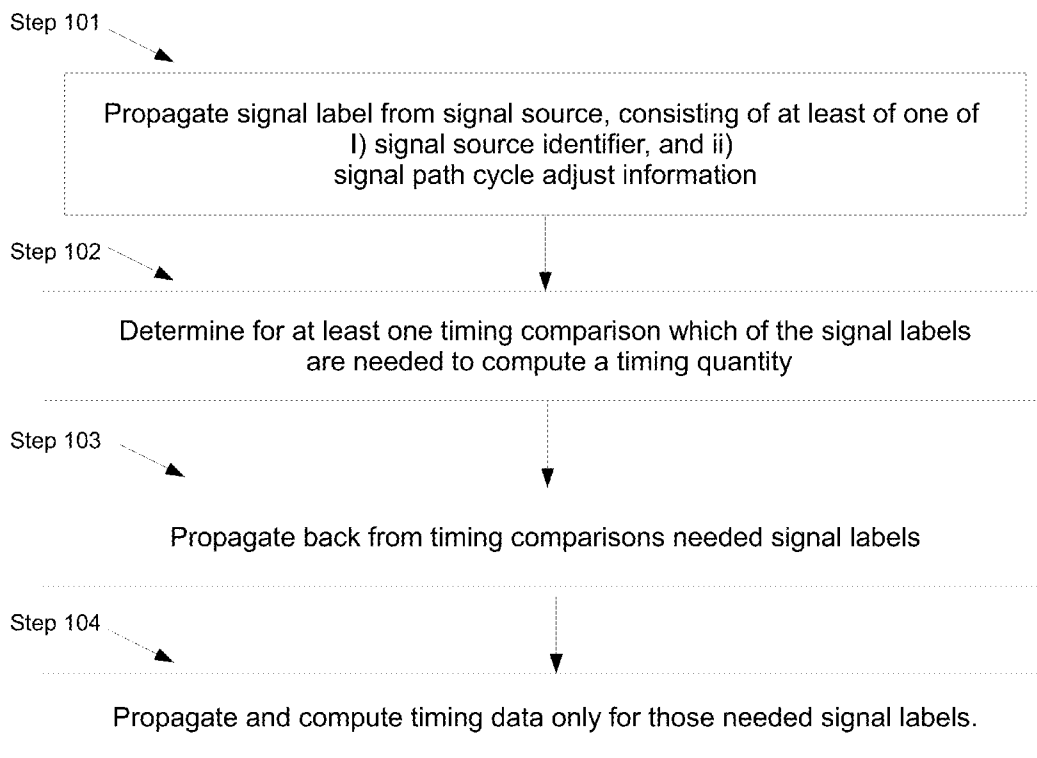 Step 101
Propagate signal label from signal source, consisting of at least of one of
I) signal source identifier, and ii)
signal path cycle adjust information
Step 102
Determine for at least one timing comparison which of the signal labels
are needed to compute a timing quantity
Step 103
Propagate back from timing comparisons needed signal labels
Step 104
Propagate and compute timing data only for those needed signal labels.